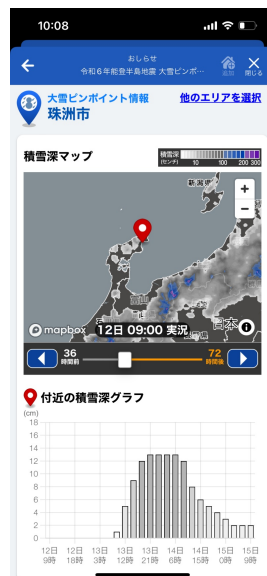 10:08
おしらせ
令和6年能登半島地震 大雪ピンポ…
追加
閉じる
大雪ピンポイント情報
珠洲市
他のエリアを選択
積雪深マップ
積雪深
(センチ)
10 100 200 300
新潟
+
−
富山
日本
mapbox
12日 09:00 実況
36
時間前
72
時間後
付近の積雪深グラフ
(cm)
18
16
14
12
10
8
6
4
2
0
12日 12日 13日 13日 13日 14日 14日 15日 15日
9時 18時 3時 12時 21時 6時 15時 0時 9時